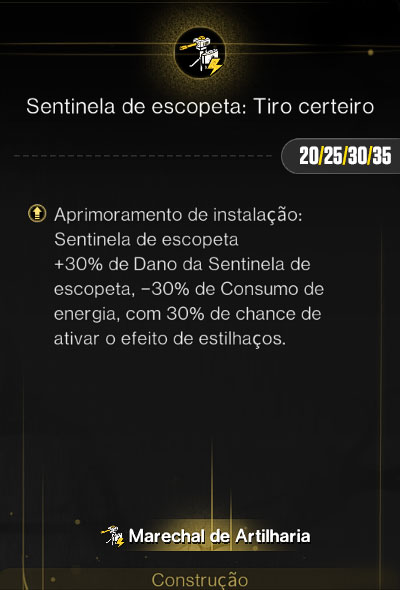 Sentinela de escopeta: Tiro certeiro
20/25/30/35
Aprimoramento de instalação:
Sentinela de escopeta
+30% de Dano da Sentinela de
escopeta, −30% de Consumo de
energia, com 30% de chance de
ativar o efeito de estilhaços.
Marechal de Artilharia
Construção